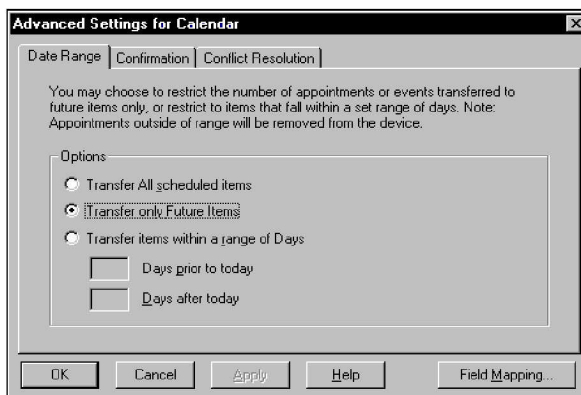 Advanced Settings for Calendar
Date Range
Confirmation
Conflict Resolution
You may choose to restrict the number of appointments or events transferred to
future items only, or restrict to items that fall within a set range of days. Note:
Appointments outside of range will be removed from the device.
Options
Transfer All scheduled items
Transfer only Future Items
Transfer items within a range of Days
Days prior to today
Days after today
OK
Cancel
Apply
Help
Field Mapping...